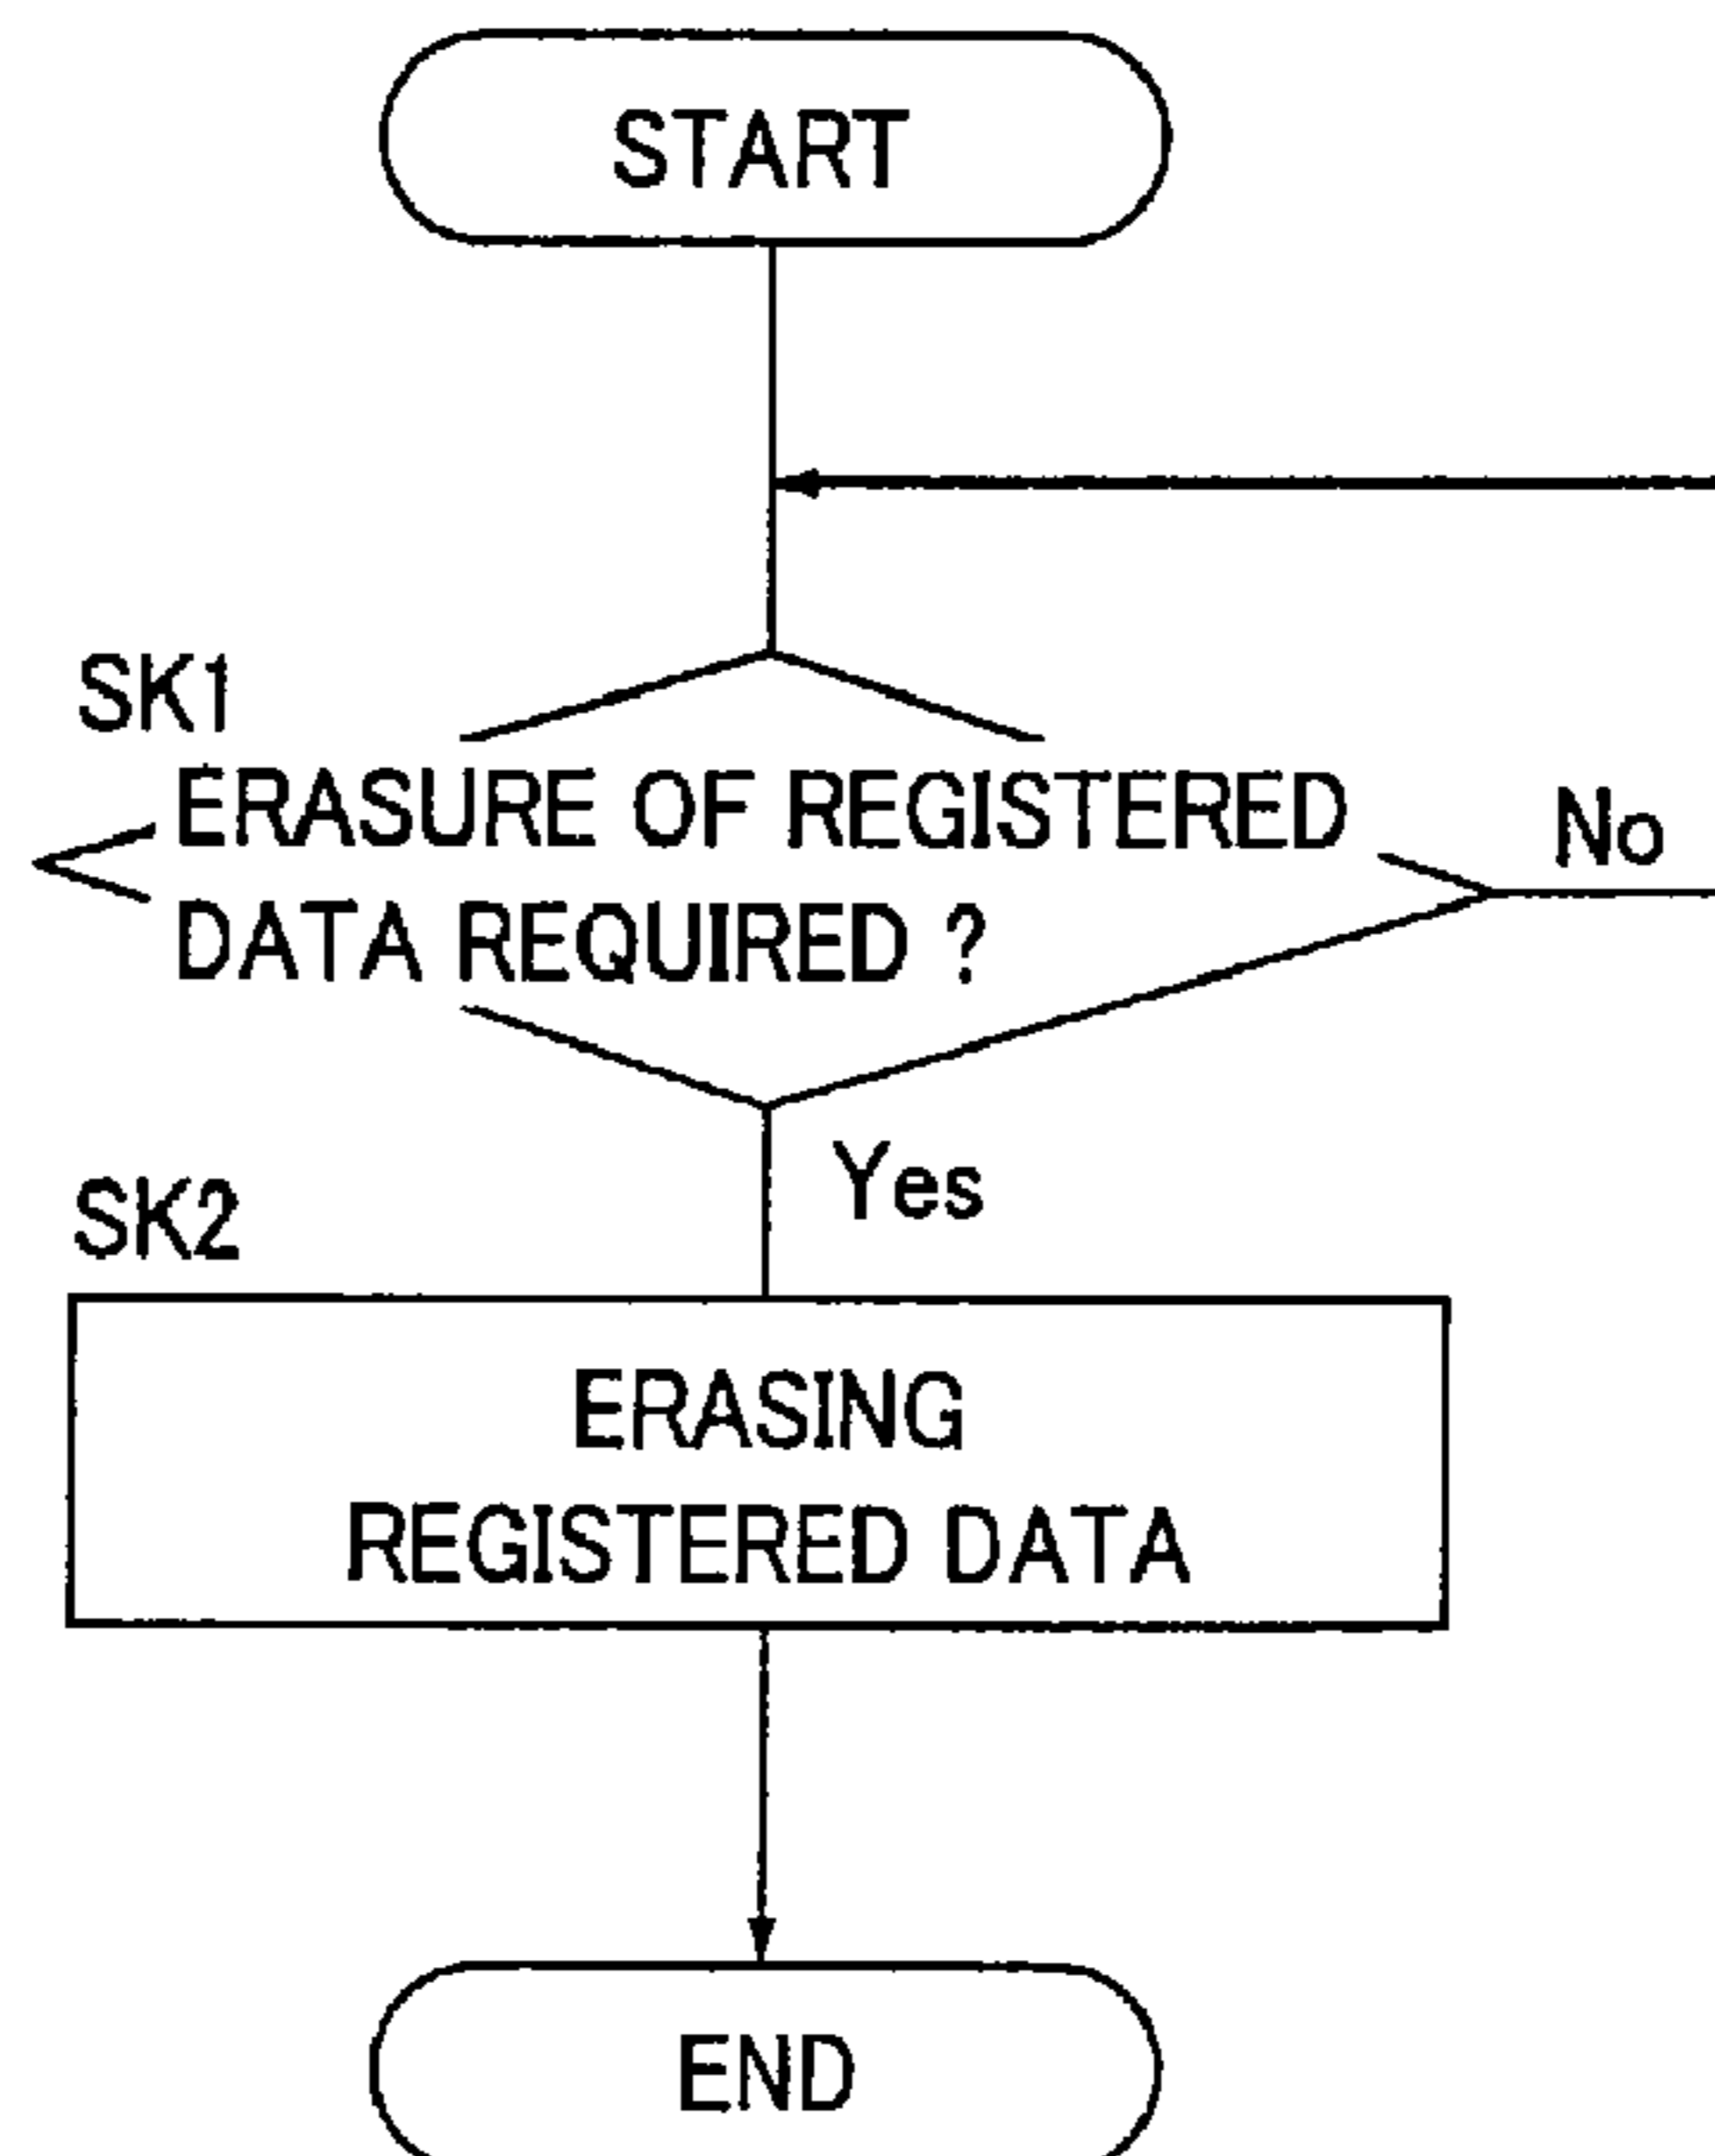 START
SK1
ERASURE OF REGISTERED
DATA REQUIRED ?
No
Yes
SK2
ERASING
REGISTERED DATA
END